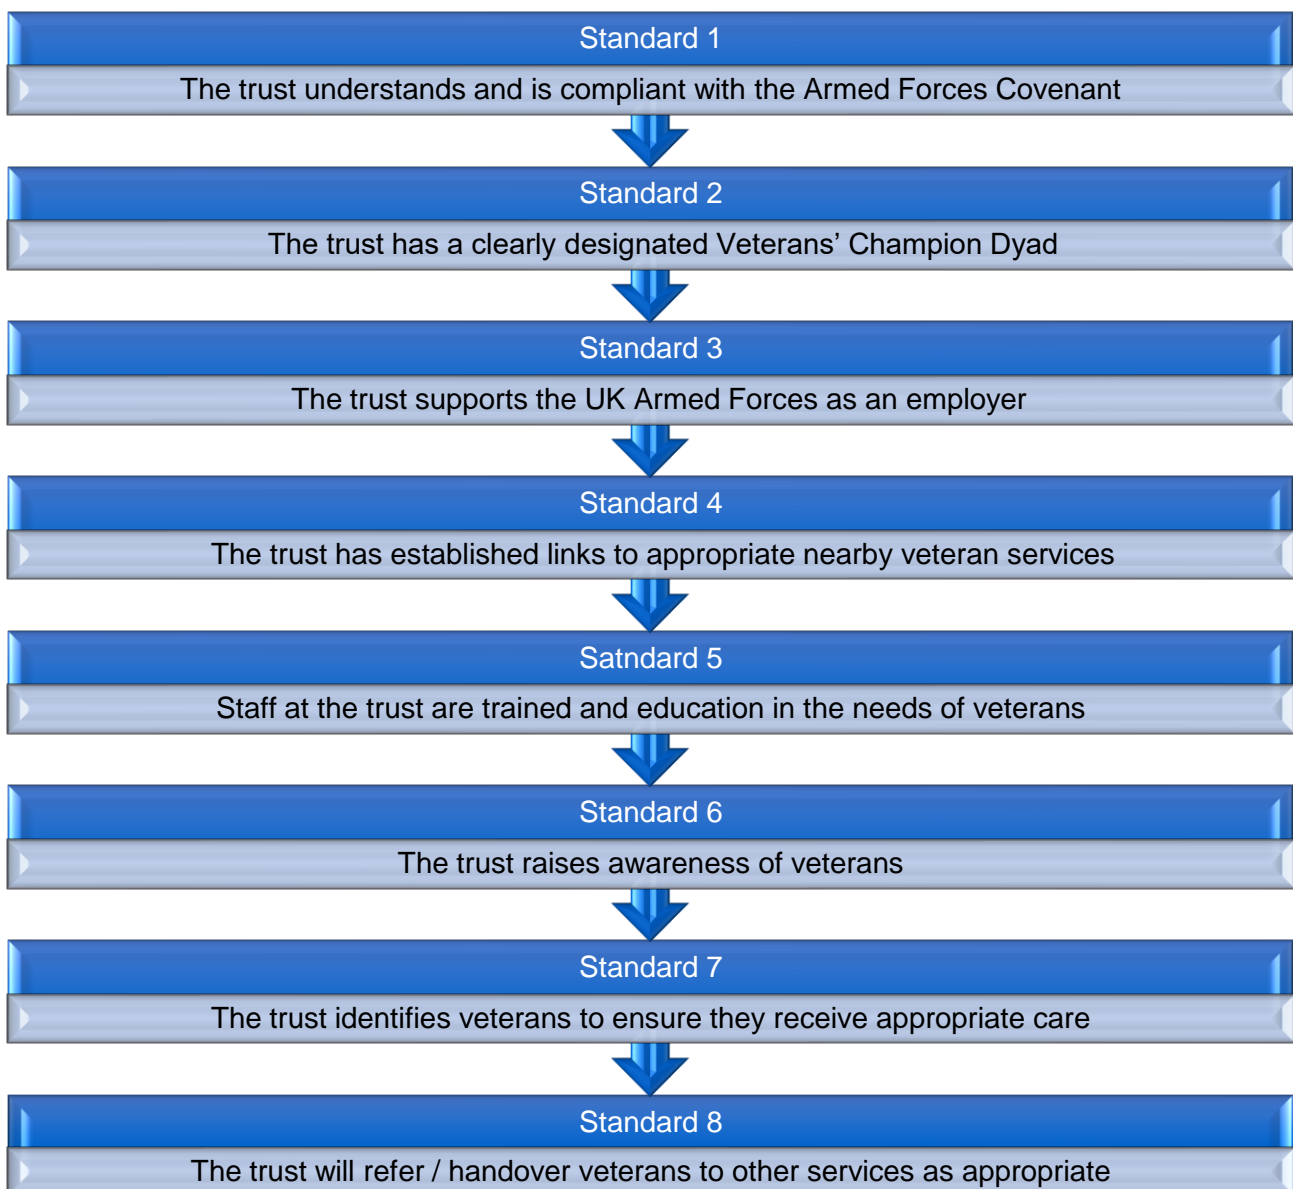 Standard 1
The trust understands and is compliant with the Armed Forces Covenant
Standard 2
The trust has a clearly designated Veterans’ Champion Dyad
Standard 3
The trust supports the UK Armed Forces as an employer
Standard 4
The trust has established links to appropriate nearby veteran services
Satndard 5
Staff at the trust are trained and education in the needs of veterans
Standard 6
The trust raises awareness of veterans
Standard 7
The trust identifies veterans to ensure they receive appropriate care
Standard 8
The trust will refer / handover veterans to other services as appropriate